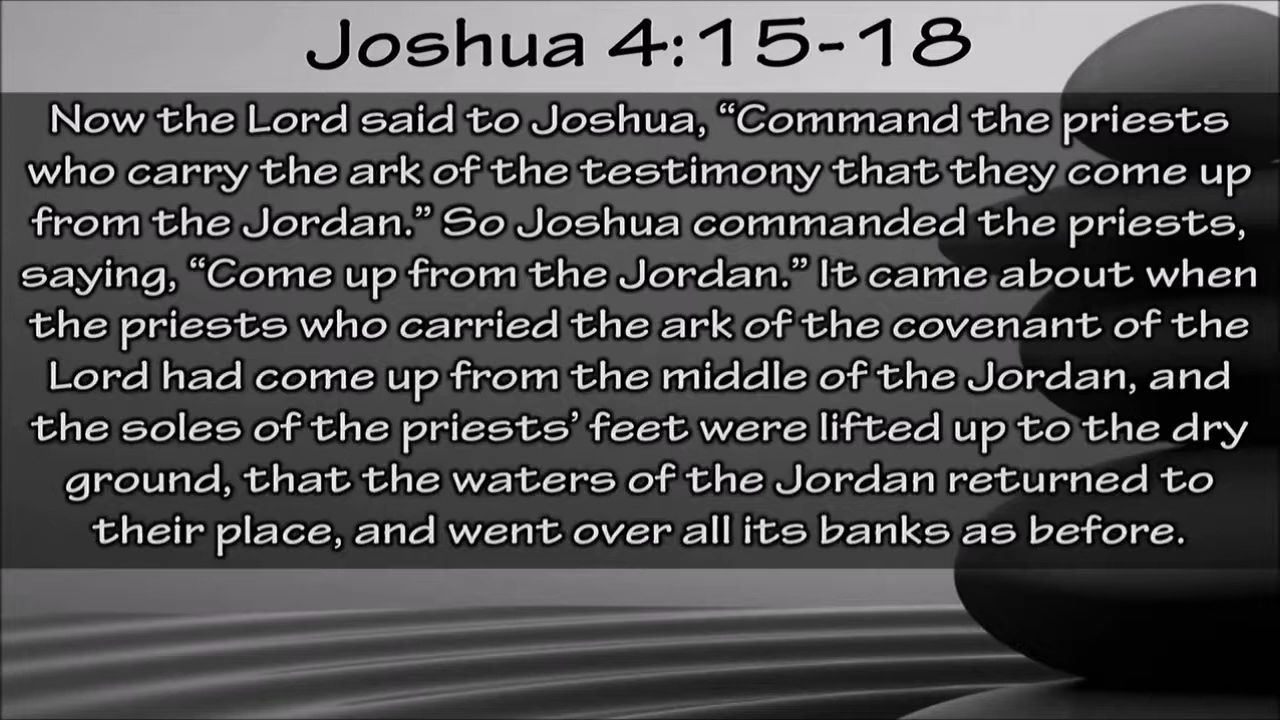 Joshua 4:15-18
Now the Lord said to Joshua, “Command the priests
who carry the ark of the testimony that they come up
from the Jordan.” So Joshua commanded the priests,
saying, “Come up from the Jordan.” It came about when
the priests who carried the ark of the covenant of the
Lord had come up from the middle of the Jordan, and
the soles of the priests’ feet were lifted up to the dry
ground, that the waters of the Jordan returned to
their place, and went over all its banks as before.